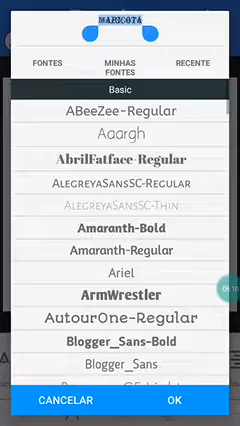 MARICOTA
FONTES MINHAS FONTES RECENTE
Basic
ABeeZee-Regular
Aaargh
AbrilFatface-Regular
AlegreyaSansSC-Regular
AlegreyaSansSC-Thin
Amaranth-Bold
Amaranth-Regular
Ariel
ArmWrestler
AutourOne-Regular
Blogger_Sans-Bold
Blogger_Sans
CANCELAR OK